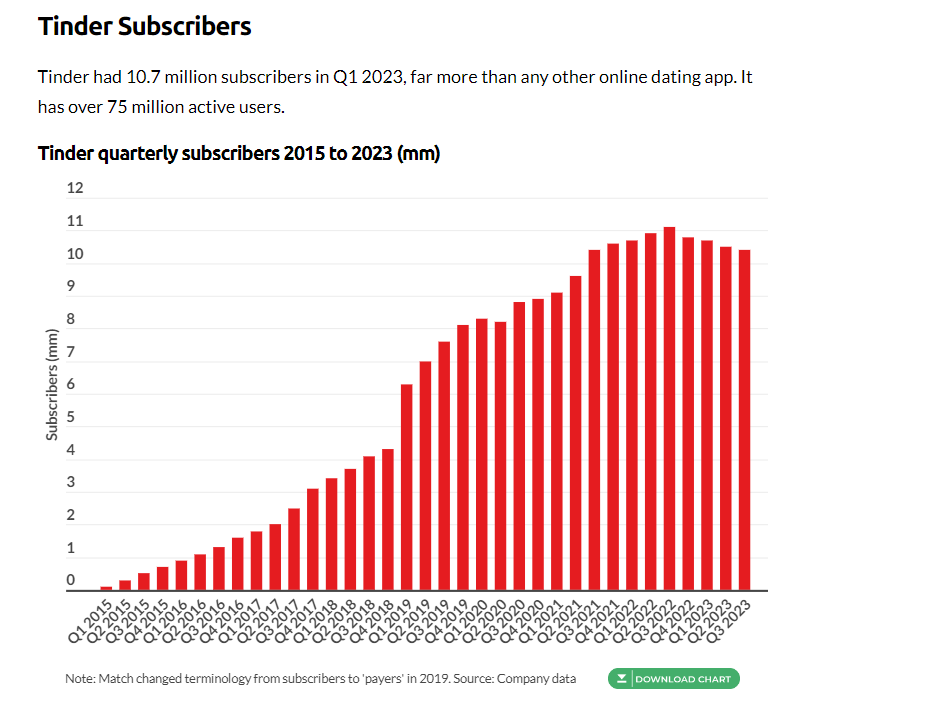 Tinder Subscribers
Tinder had 10.7 million subscribers in Q1 2023, far more than any other online dating app. It
has over 75 million active users.
Tinder quarterly subscribers 2015 to 2023 (mm)
12
11
10
9
8
7
6
5
4
3
2
1
0
Subscribers (mm)
Q1 2015
Q2 2015
Q3 2015
Q4 2015
Q1 2016
Q2 2016
Q3 2016
Q4 2016
Q1 2017
Q2 2017
Q3 2017
Q4 2017
Q1 2018
Q2 2018
Q3 2018
Q4 2018
Q1 2019
Q2 2019
Q3 2019
Q4 2019
Q1 2020
Q2 2020
Q3 2020
Q4 2020
Q1 2021
Q2 2021
Q3 2021
Q4 2021
Q1 2022
Q2 2022
Q3 2022
Q4 2022
Q1 2023
Q2 2023
Q3 2023
Note: Match changed terminology from subscribers to 'payers' in 2019. Source: Company data
DOWNLOAD CHART